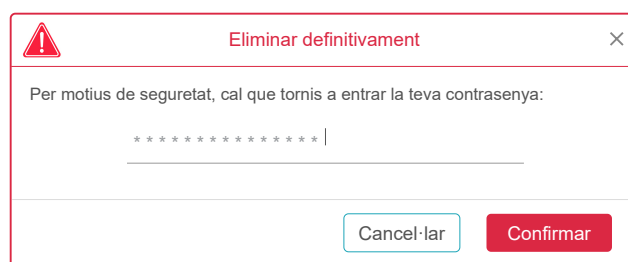 Eliminar definitivament
Per motius de seguretat, cal que tornis a entrar la teva contrasenya:
***************
Cancel·lar
Confirmar